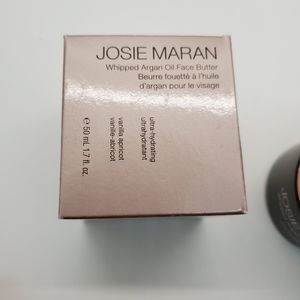 JOSIE MARAN
Whipped Argan Oil Face Butter
Beurre fouetté à l'huile
d'argan pour le visage
ultra-hydrating
ultrahydratant
vanilla apricot
vanille-abricot
℮ 50 mL 1.7 fl. oz.
JOSIE